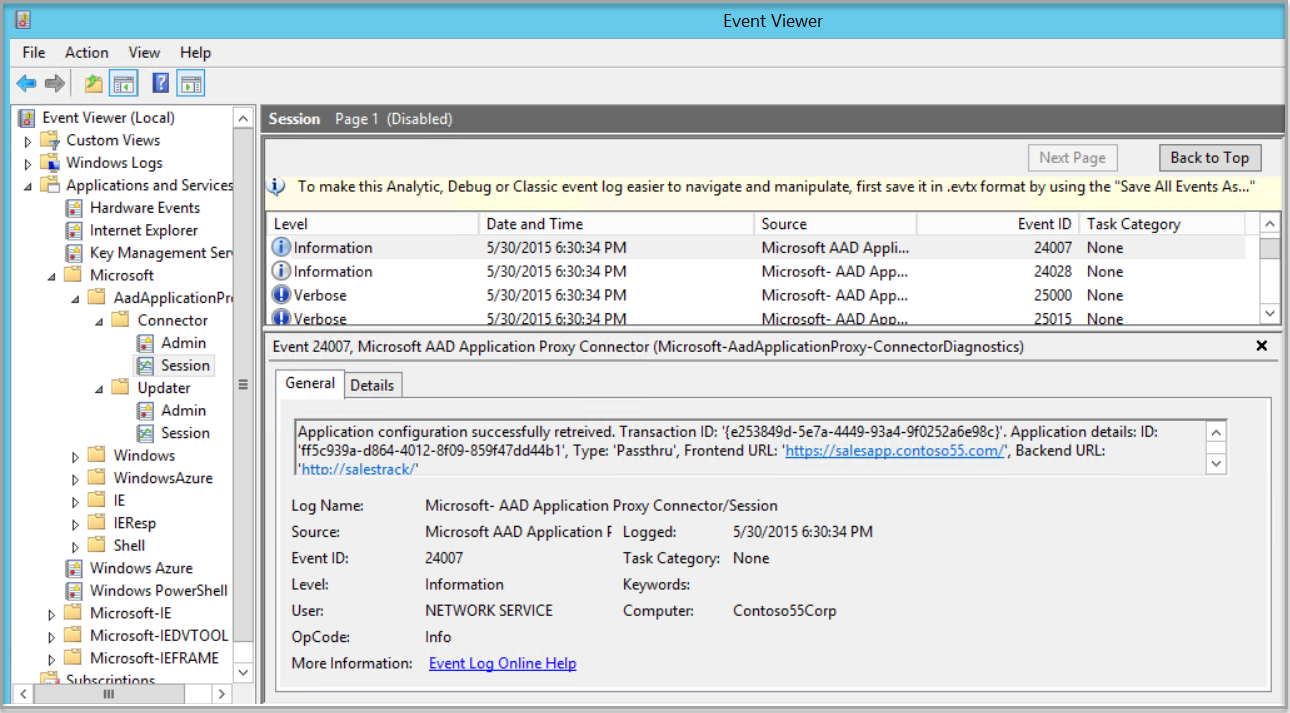 Event Viewer
File Action View Help
Event Viewer (Local)
Custom Views
Windows Logs
Applications and Services
Hardware Events
Internet Explorer
Key Management Ser
Microsoft
AadApplicationPr
Connector
Admin
Session
Updater
Admin
Session
Windows
WindowsAzure
IE
IEResp
Shell
Windows Azure
Windows PowerShell
Microsoft-IE
Microsoft-IEDVTOOL
Microsoft-IEFRAME
Subscriptions
Session Page 1 (Disabled)
Next Page Back to Top
To make this Analytic, Debug or Classic event log easier to navigate and manipulate, first save it in .evtx format by using the "Save All Events As..."
Level Date and Time Source Event ID Task Category
Information 5/30/2015 6:30:34 PM Microsoft AAD Appli... 24007 None
Information 5/30/2015 6:30:34 PM Microsoft- AAD App... 24028 None
Verbose 5/30/2015 6:30:34 PM Microsoft- AAD App... 25000 None
Verbose 5/30/2015 6:30:34 PM Microsoft- AAD App... 25015 None
Event 24007, Microsoft AAD Application Proxy Connector (Microsoft-AadApplicationProxy-ConnectorDiagnostics)
General Details
Application configuration successfully retreived. Transaction ID: '{e253849d-5e7a-4449-93a4-9f0252a6e98c}'. Application details: ID:
'ff5c939a-d864-4012-8f09-859f47dd44b1', Type: 'Passthru', Frontend URL: 'https://salesapp.contoso55.com/', Backend URL:
'http://salestrack/'
Log Name: Microsoft- AAD Application Proxy Connector/Session
Source: Microsoft AAD Application P Logged: 5/30/2015 6:30:34 PM
Event ID: 24007 Task Category: None
Level: Information Keywords:
User: NETWORK SERVICE Computer: Contoso55Corp
OpCode: Info
More Information: Event Log Online Help